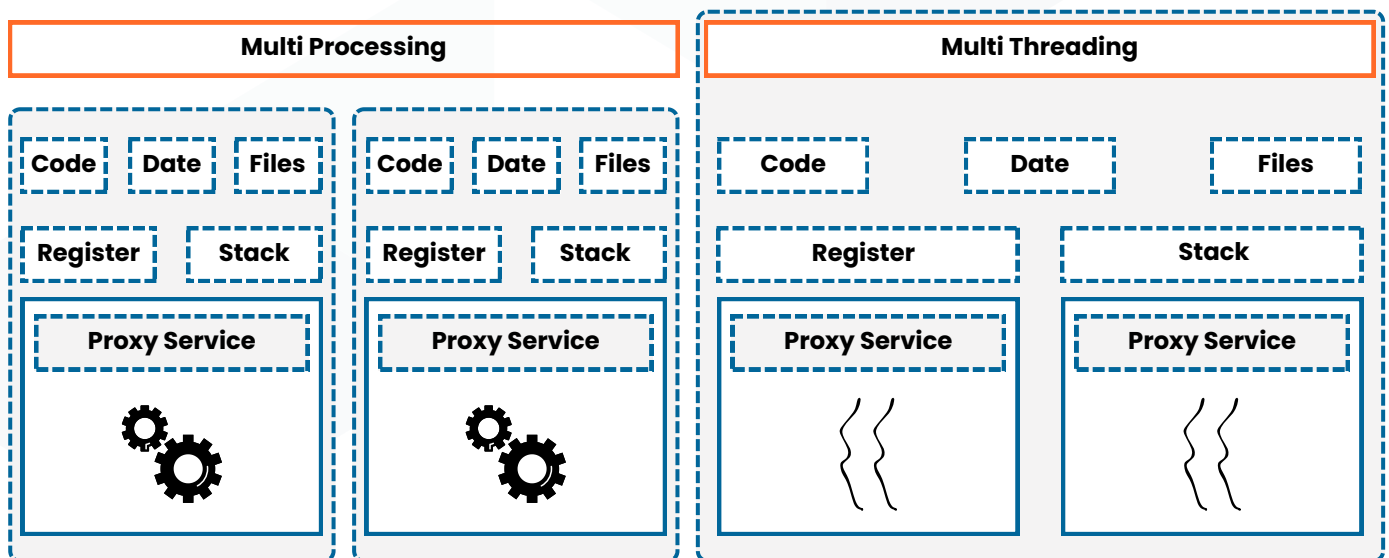 Multi Processing
Multi Threading
Code Date Files
Code Date Files
Code Date Files
Register Stack
Register Stack
Register Stack
Proxy Service
Proxy Service
Proxy Service
Proxy Service